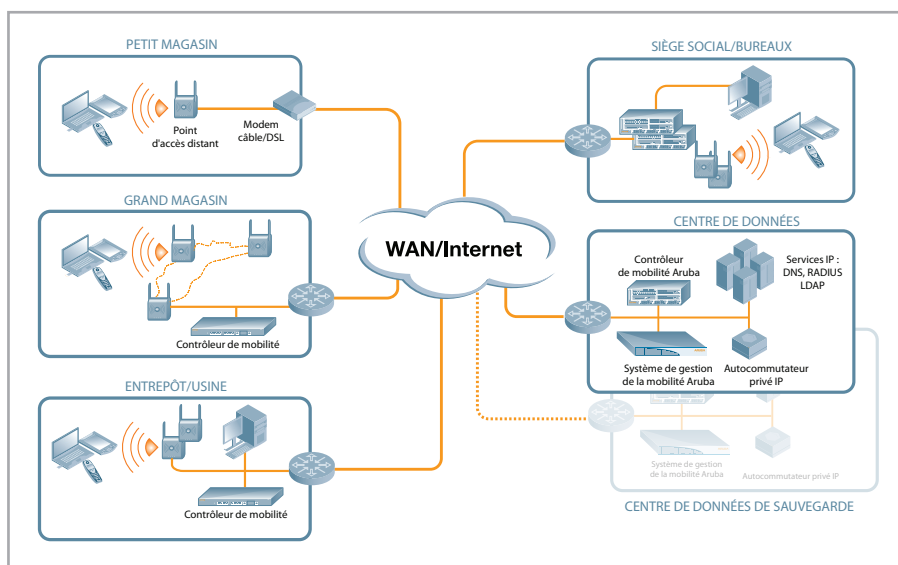 PETIT MAGASIN
Point
d'accès distant
Modem
câble/DSL
GRAND MAGASIN
Contrôleur de mobilité
ENTREPÔT/USINE
Contrôleur de mobilité
WAN/Internet
SIÈGE SOCIAL/BUREAUX
CENTRE DE DONNÉES
Contrôleur
de mobilité Aruba
Services IP :
DNS, RADIUS
LDAP
Système de gestion
de la mobilité Aruba
Autocommutateur
privé IP
Système de gestion
de la mobilité Aruba
Autocommutateur privé IP
CENTRE DE DONNÉES DE SAUVEGARDE